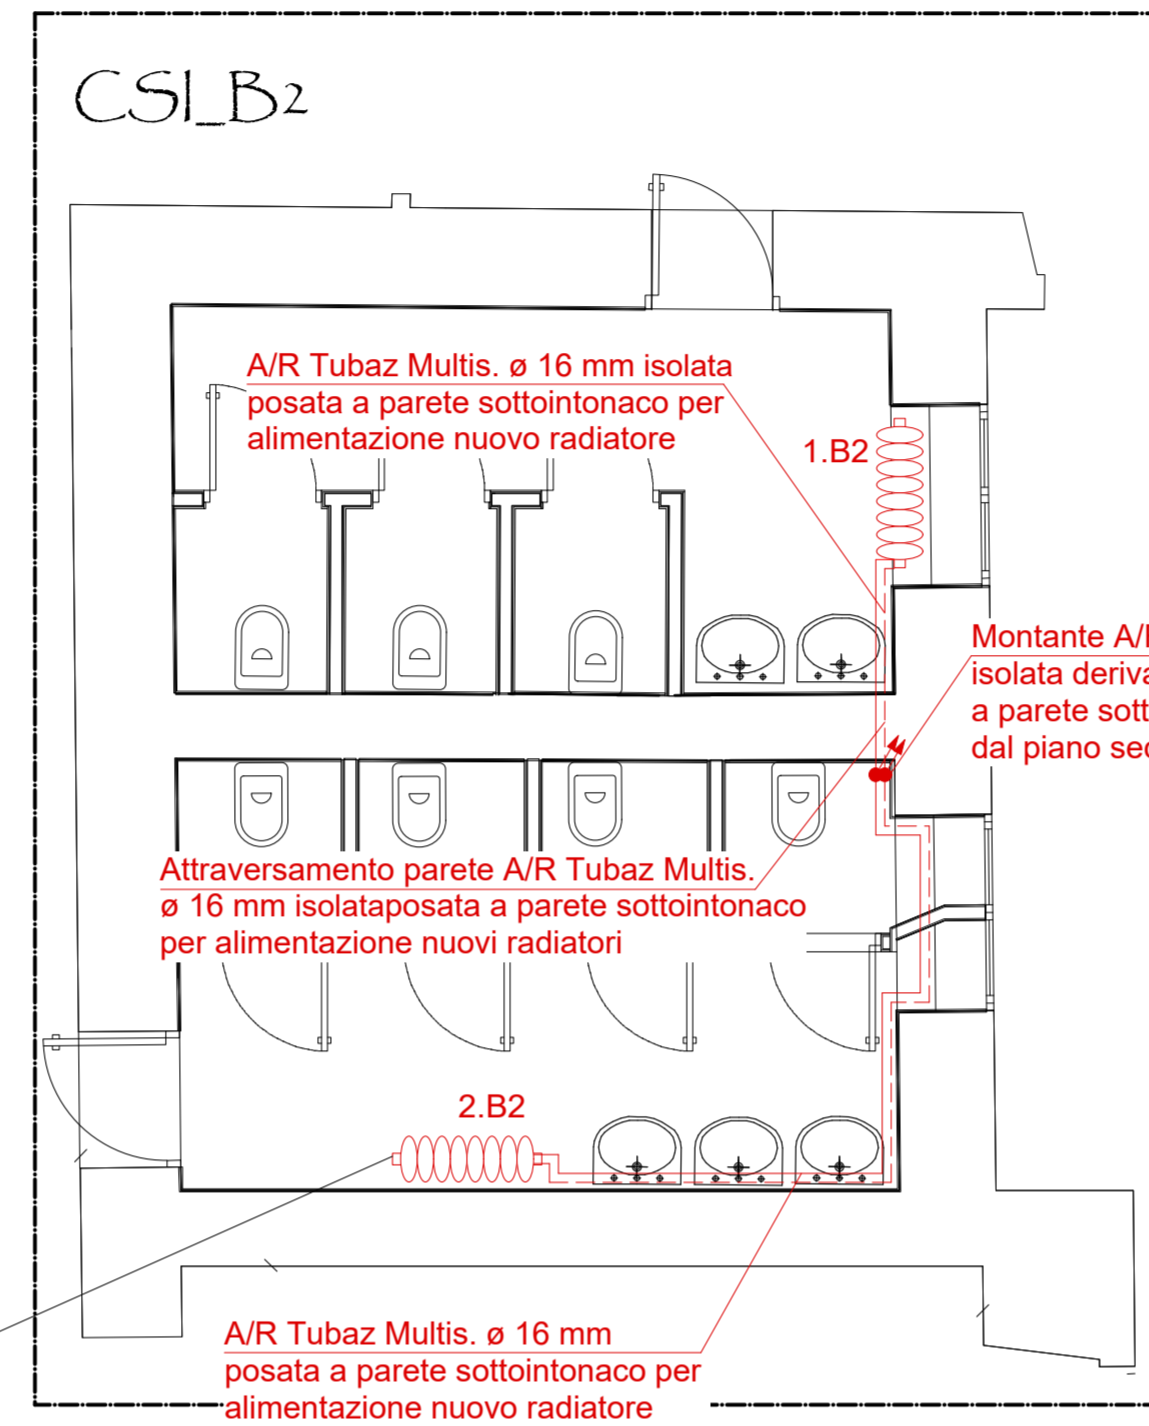 CSI_B2
A/R Tubaz Multis. ø 16 mm isolata
posata a parete sottointonaco per
alimentazione nuovo radiatore
1.B2
Montante A/
isolata deriva
a parete sott
dal piano sec
Attraversamento parete A/R Tubaz Multis.
ø 16 mm isolataposata a parete sottointonaco
per alimentazione nuovi radiatori
2.B2
A/R Tubaz Multis. ø 16 mm
posata a parete sottointonaco per
alimentazione nuovo radiatore